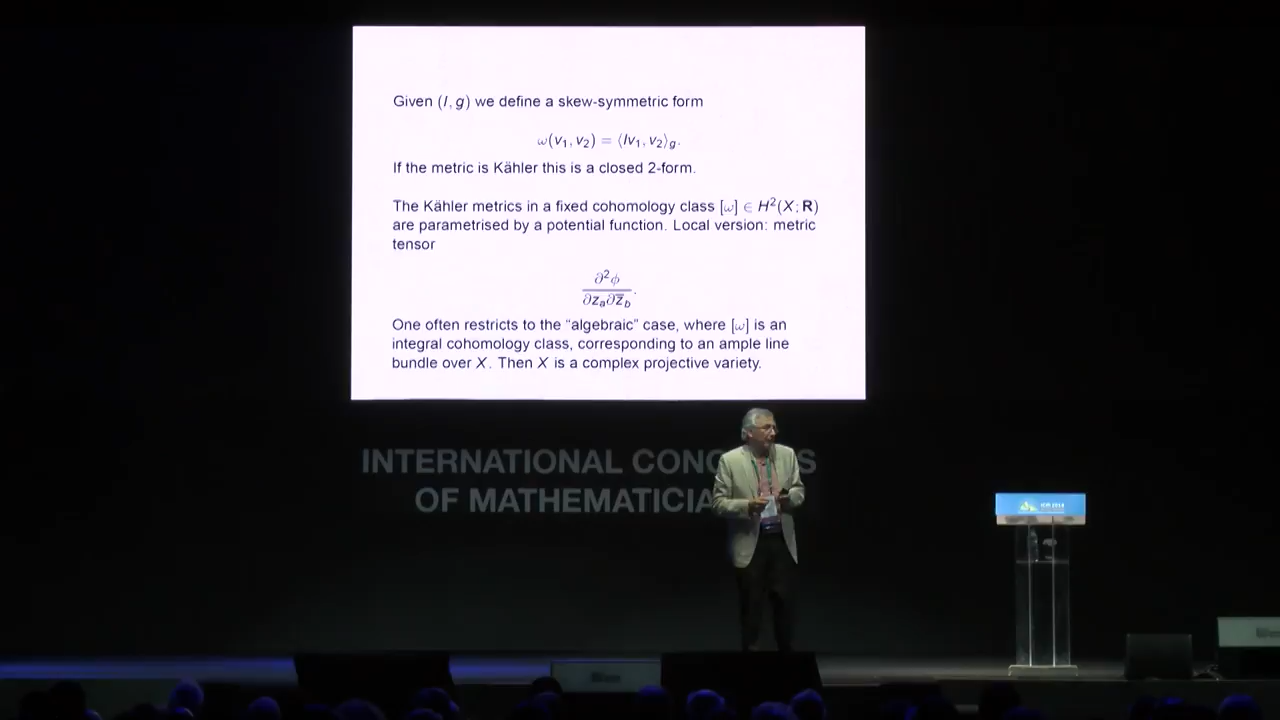 Given (I, g) we define a skew-symmetric form
ω(v₁, v₂) = ⟨Iv₁, v₂⟩g.
If the metric is Kähler this is a closed 2-form.
The Kähler metrics in a fixed cohomology class [ω] ∈ H²(X; R)
are parametrised by a potential function. Local version: metric
tensor
∂²ϕ
∂zₐ∂z̅b.
One often restricts to the “algebraic” case, where [ω] is an
integral cohomology class, corresponding to an ample line
bundle over X. Then X is a complex projective variety.
INTERNATIONAL CONG S
OF MATHEMATICIA
ICM 2018